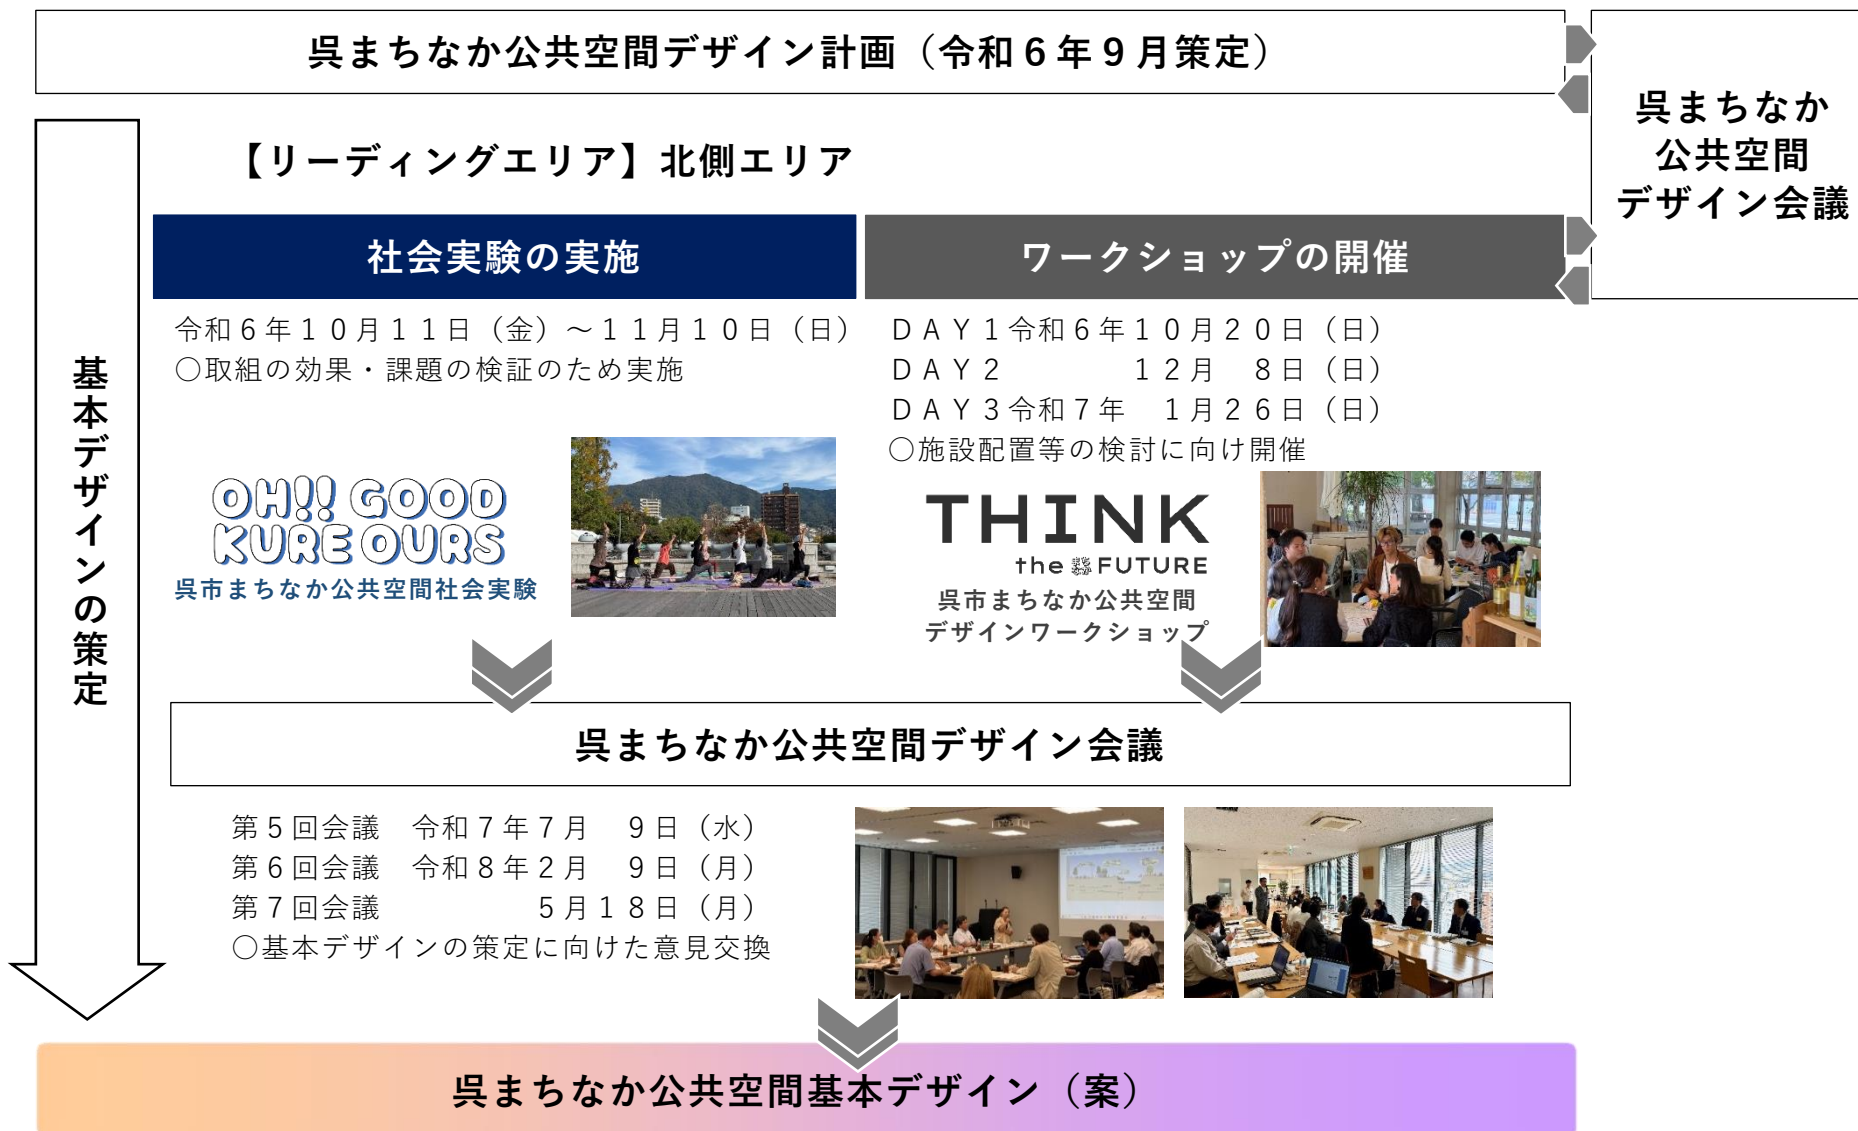 呉まちなか公共空間デザイン計画（令和６年９月策定）
呉まちなか
公共空間
デザイン会議
【リーディングエリア】北側エリア
基本デザインの策定
社会実験の実施
令和６年１０月１１日（金）～１１月１０日（日）
○取組の効果・課題の検証のため実施
OH!! GOOD
KURE OURS
呉市まちなか公共空間社会実験
ワークショップの開催
ＤＡＹ１令和６年１０月２０日（日）
ＤＡＹ２　　　　１２月　８日（日）
ＤＡＹ３令和７年　１月２６日（日）
○施設配置等の検討に向け開催
THINK
the FUTURE
呉市まちなか公共空間
デザインワークショップ
呉まちなか公共空間デザイン会議
第５回会議　令和７年７月　９日（水）
第６回会議　令和８年２月　９日（月）
第７回会議　　　　　５月１８日（月）
○基本デザインの策定に向けた意見交換
呉まちなか公共空間基本デザイン（案）